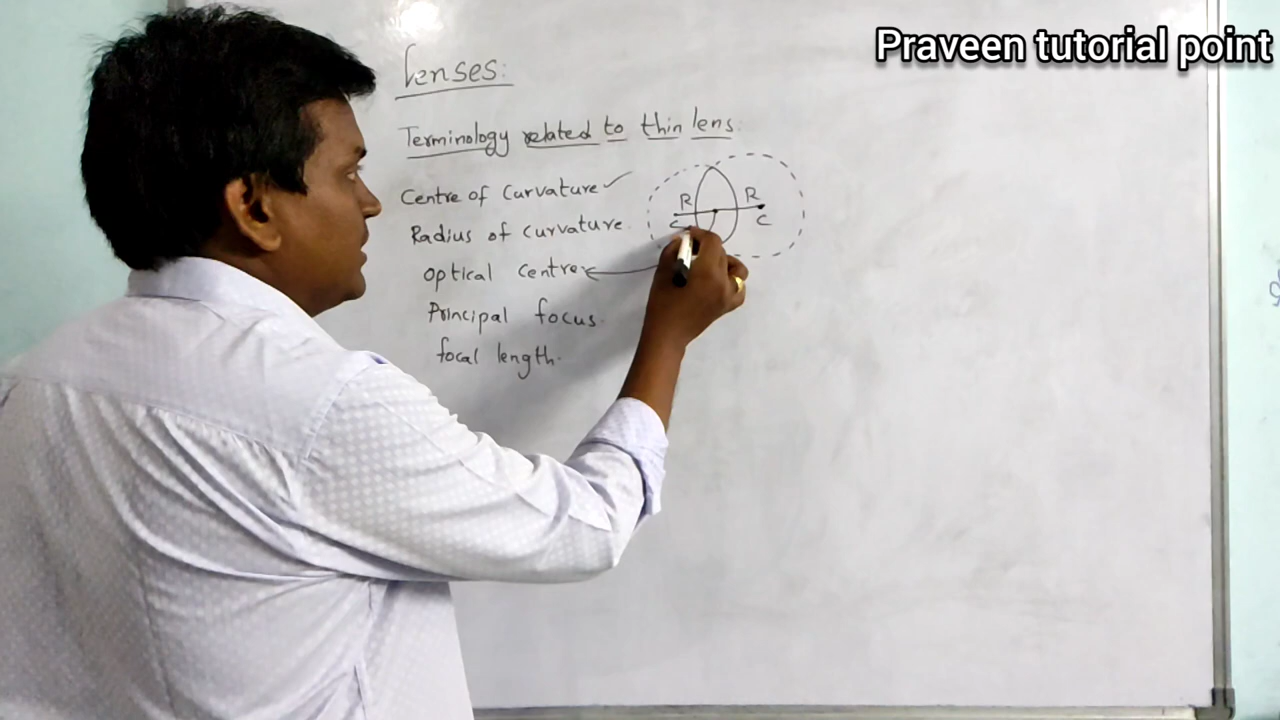 Praveen tutorial point
Lenses:
Terminology related to thin lens:
Centre of Curvature ✓
Radius of curvature.
optical centre
Principal focus.
focal length.
R R
C C